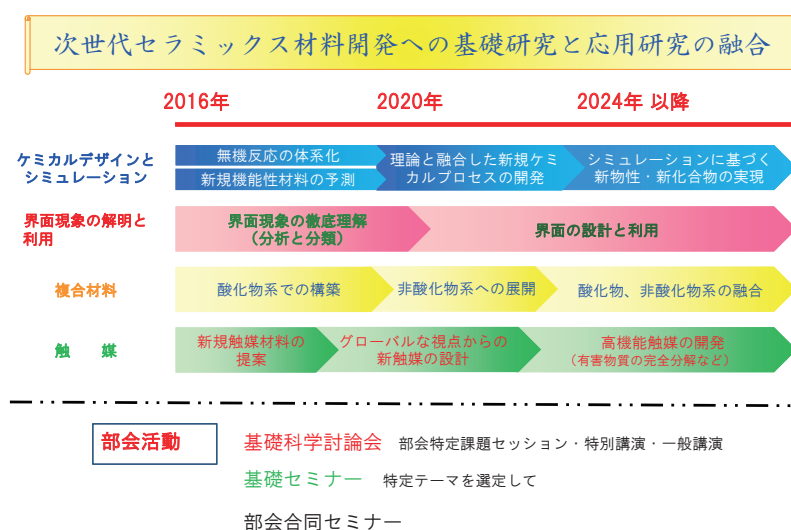 次世代セラミックス材料開発への基礎研究と応用研究の融合
2016年 2020年 2024年 以降
ケミカルデザインと
シミュレーション
無機反応の体系化
新規機能性材料の予測
理論と融合した新規ケミ
カルプロセスの開発
シミュレーションに基づく
新物性・新化合物の実現
界面現象の解明と
利用
界面現象の徹底理解
（分析と分類）
界面の設計と利用
複合材料
酸化物系での構築
非酸化物系への展開
酸化物、非酸化物系の融合
触 媒
新規触媒材料の
提案
グローバルな視点からの
新触媒の設計
高機能触媒の開発
（有害物質の完全分解など）
部会活動
基礎科学討論会 部会特定課題セッション・特別講演・一般講演
基礎セミナー 特定テーマを選定して
部会合同セミナー